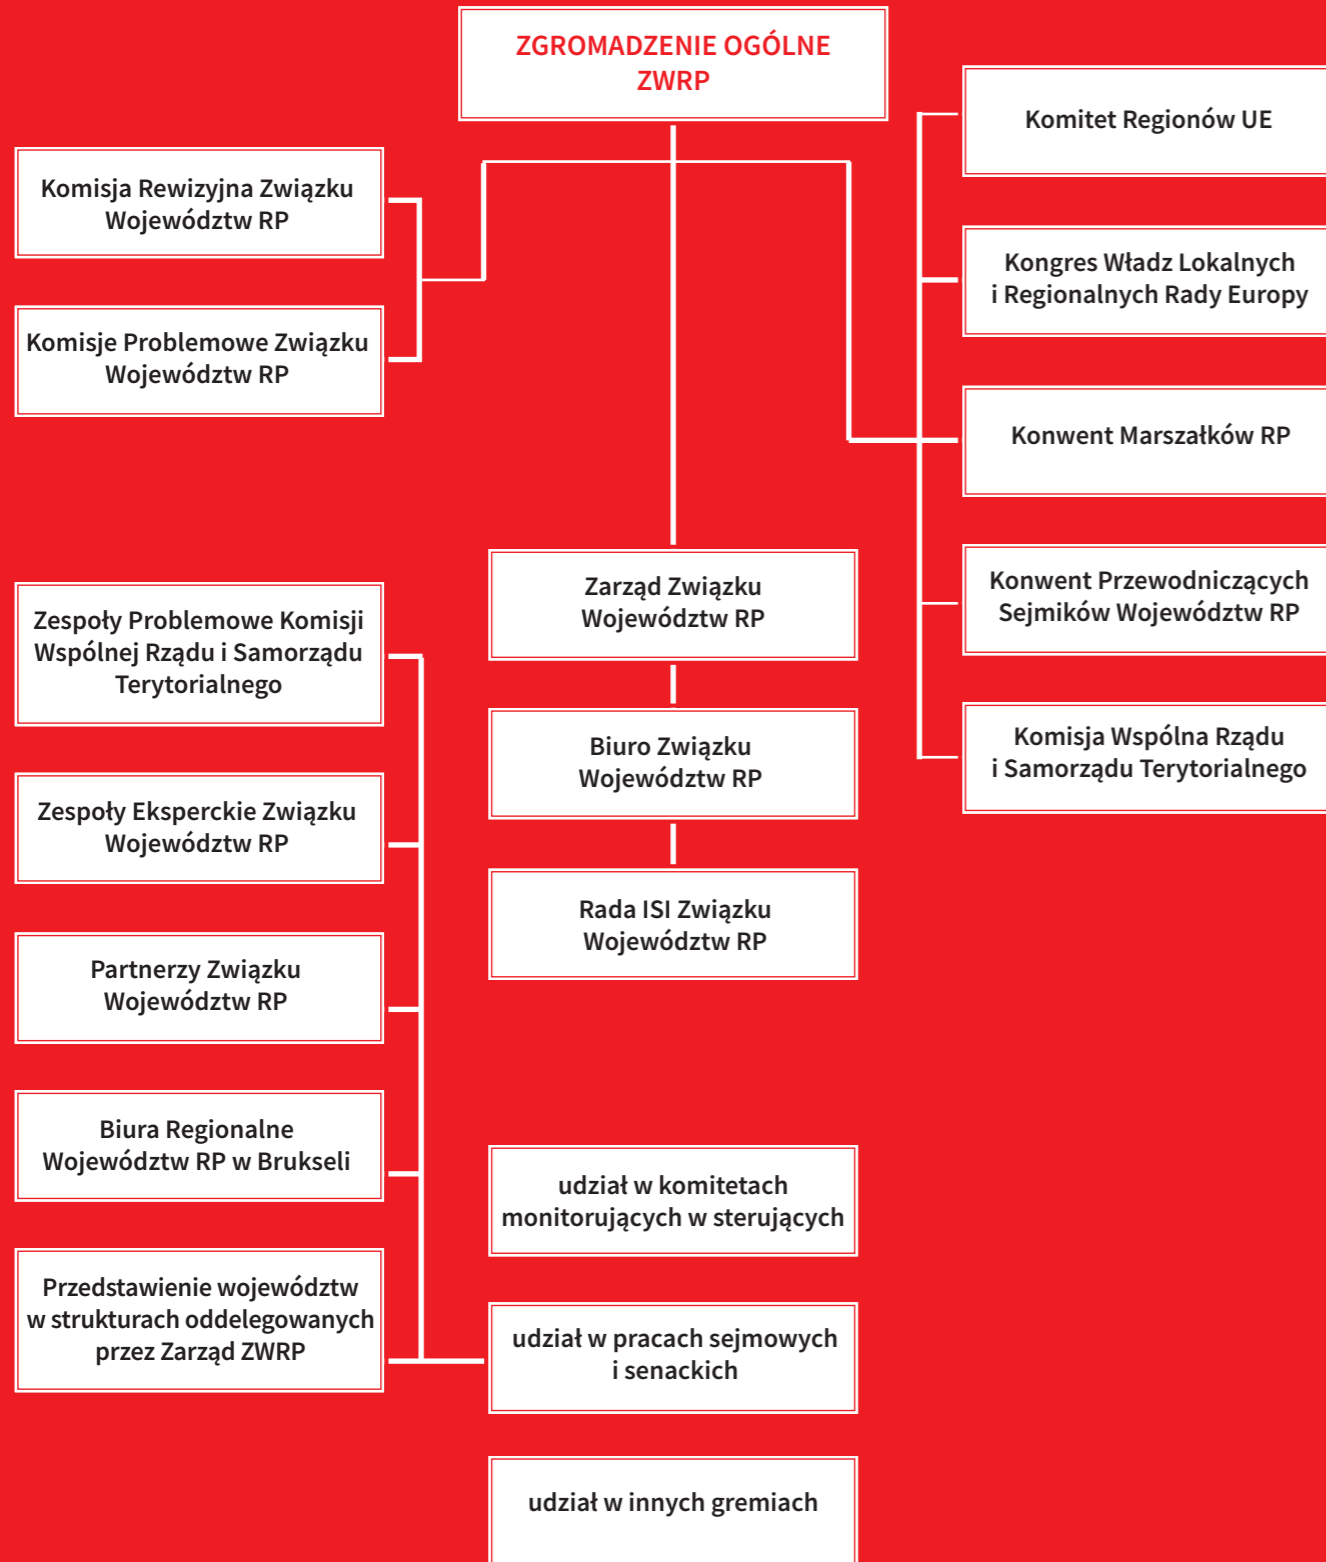 ZGROMADZENIE OGÓLNE
ZWRP
Komisja Rewizyjna Związku
Województw RP
Komisje Problemowe Związku
Województw RP
Komitet Regionów UE
Kongres Władz Lokalnych
i Regionalnych Rady Europy
Konwent Marszałków RP
Konwent Przewodniczących
Sejmików Województw RP
Komisja Wspólna Rządu
i Samorządu Terytorialnego
Zarząd Związku
Województw RP
Biuro Związku
Województw RP
Rada ISI Związku
Województw RP
Zespoły Problemowe Komisji
Wspólnej Rządu i Samorządu
Terytorialnego
Zespoły Eksperckie Związku
Województw RP
Partnerzy Związku
Województw RP
Biura Regionalne
Województw RP w Brukseli
Przedstawienie województw
w strukturach oddelegowanych
przez Zarząd ZWRP
udział w komitetach
monitorujących w sterujących
udział w pracach sejmowych
i senackich
udział w innych gremiach